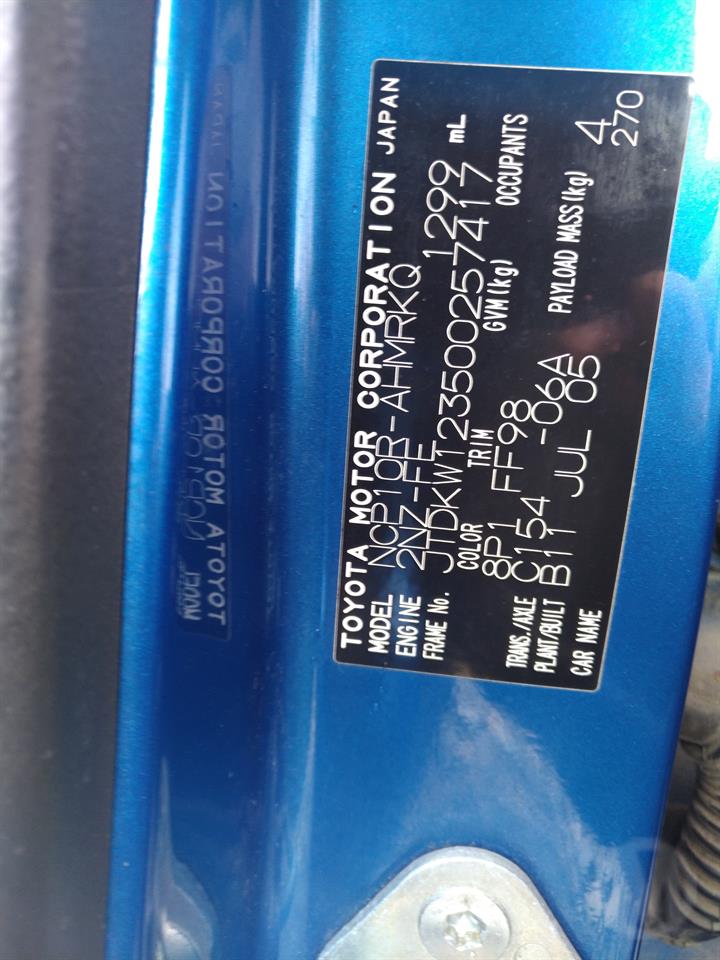 TOYOTA MOTOR CORPORATION JAPAN
MODEL NCP10R-AHMRKQ
ENGINE 2NZ-FE 1299 mL
FRAME No. JTDKW123500257417
COLOR TRIM GVM(kg) OCCUPANTS
8P1 FF98 4
TRANS./AXLE C154 -06A PAYLOAD MASS(kg) 270
PLANT/BUILT B11 JUL 05
CAR NAME